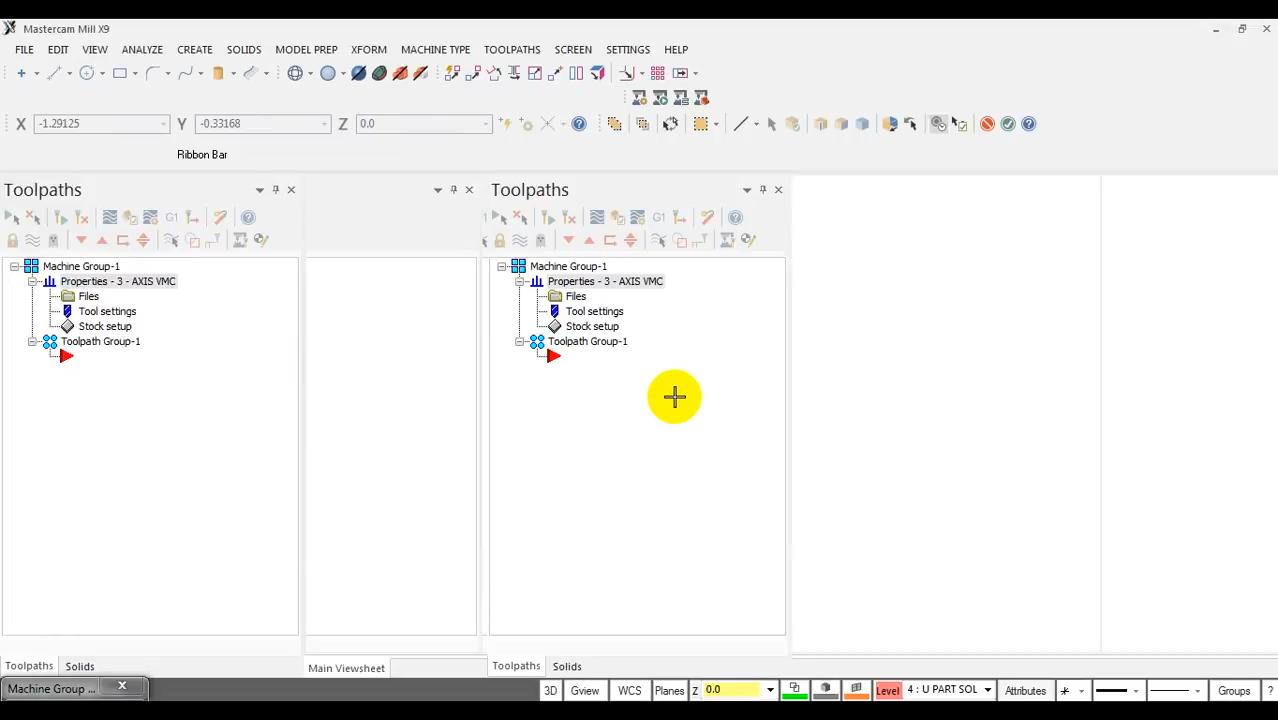 Mastercam Mill X9
FILE EDIT VIEW ANALYZE CREATE SOLIDS MODEL PREP XFORM MACHINE TYPE TOOLPATHS SCREEN SETTINGS HELP
X -1.29125 Y -0.33168 Z 0.0
Ribbon Bar
Toolpaths Toolpaths
G1 G1
Machine Group-1 Machine Group-1
Properties - 3 - AXIS VMC Properties - 3 - AXIS VMC
Files Files
Tool settings Tool settings
Stock setup Stock setup
Toolpath Group-1 Toolpath Group-1
Toolpaths Solids Main Viewsheet Toolpaths Solids
Machine Group ... X 3D Gview WCS Planes Z 0.0 Level 4 : U PART SOL Attributes Groups ?